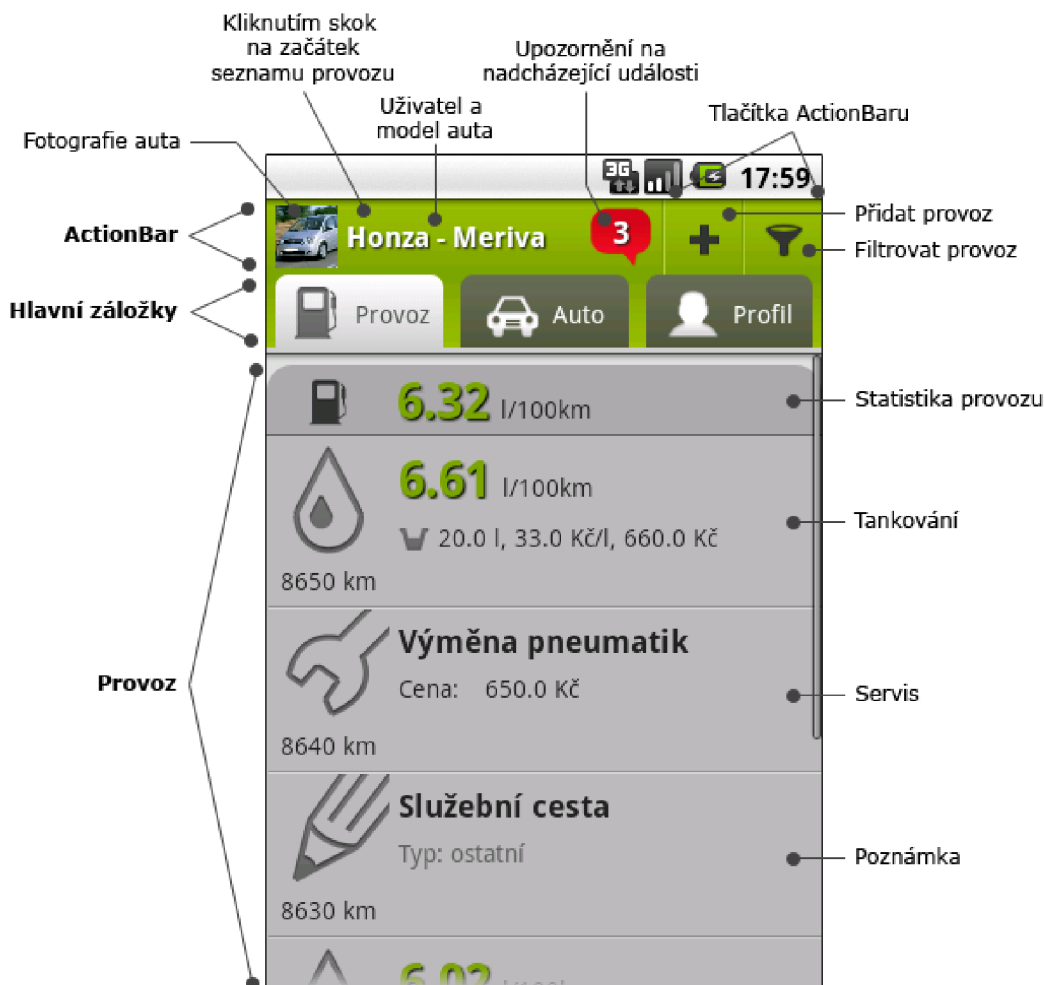 Kliknutím skok
na začátek
seznamu provozu
Upozornění na
nadcházející události
Uživatel a
model auta
Tlačítka ActionBaru
Fotografie auta
3G
17:59
ActionBar
Honza - Meriva
3
Přidat provoz
Filtrovat provoz
Hlavní záložky
Provoz
Auto
Profil
6.32 l/100km
Statistika provozu
6.61 l/100km
20.0 l, 33.0 Kč/l, 660.0 Kč
Tankování
8650 km
Výměna pneumatik
Cena: 650.0 Kč
Provoz
Servis
8640 km
Služební cesta
Typ: ostatní
Poznámka
8630 km
6.02 l/100km